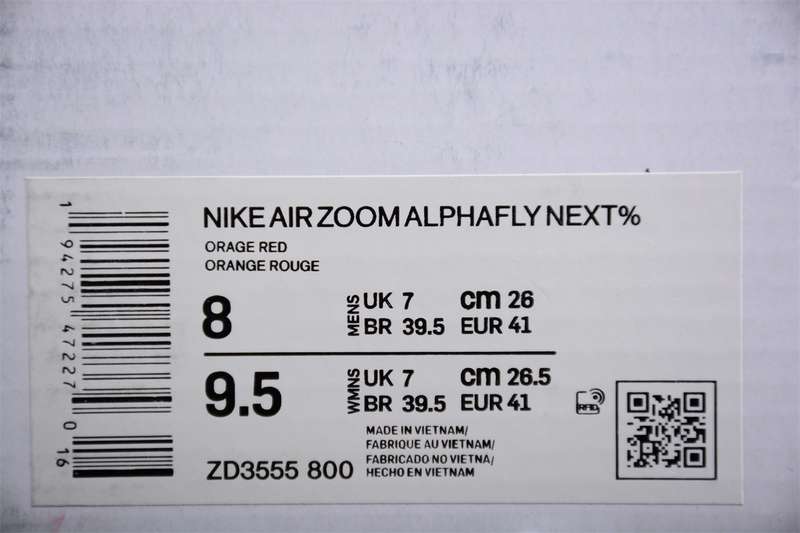 NIKE AIR ZOOM ALPHAFLY NEXT%
ORAGE RED
ORANGE ROUGE
8
MENS
UK 7 cm 26
BR 39.5 EUR 41
9.5
WMNS
UK 7 cm 26.5
BR 39.5 EUR 41
MADE IN VIETNAM/
FABRIQUE AU VIETNAM/
FABRICADO NO VIETNA/
HECHO EN VIETNAM
ZD3555 800
RFID
1 94275 47227 0 16